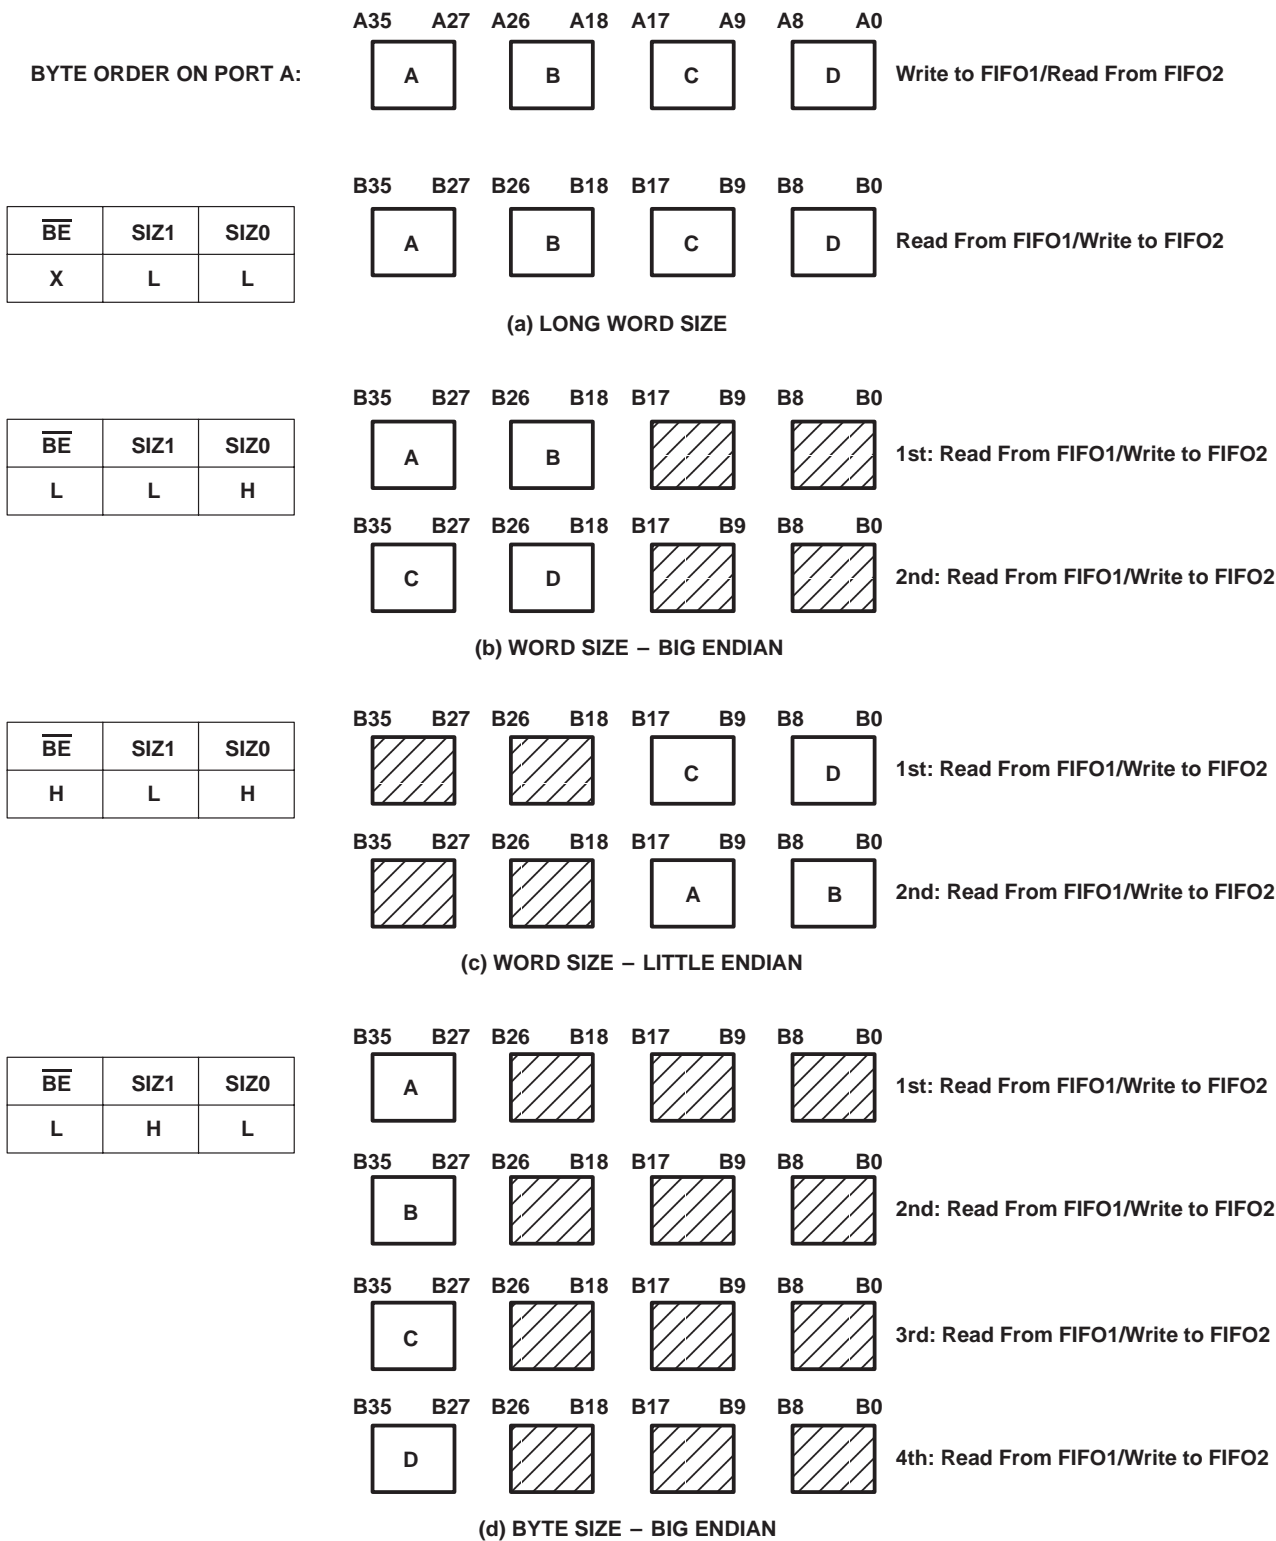 A35 A27 A26 A18 A17 A9 A8 A0
BYTE ORDER ON PORT A: A B C D Write to FIFO1/Read From FIFO2
B35 B27 B26 B18 B17 B9 B8 B0
BE SIZ1 SIZ0 A B C D Read From FIFO1/Write to FIFO2
X L L
(a) LONG WORD SIZE
B35 B27 B26 B18 B17 B9 B8 B0
BE SIZ1 SIZ0 A B 1st: Read From FIFO1/Write to FIFO2
L L H
B35 B27 B26 B18 B17 B9 B8 B0
C D 2nd: Read From FIFO1/Write to FIFO2
(b) WORD SIZE – BIG ENDIAN
B35 B27 B26 B18 B17 B9 B8 B0
BE SIZ1 SIZ0 C D 1st: Read From FIFO1/Write to FIFO2
H L H
B35 B27 B26 B18 B17 B9 B8 B0
A B 2nd: Read From FIFO1/Write to FIFO2
(c) WORD SIZE – LITTLE ENDIAN
B35 B27 B26 B18 B17 B9 B8 B0
BE SIZ1 SIZ0 A 1st: Read From FIFO1/Write to FIFO2
L H L
B35 B27 B26 B18 B17 B9 B8 B0
B 2nd: Read From FIFO1/Write to FIFO2
B35 B27 B26 B18 B17 B9 B8 B0
C 3rd: Read From FIFO1/Write to FIFO2
B35 B27 B26 B18 B17 B9 B8 B0
D 4th: Read From FIFO1/Write to FIFO2
(d) BYTE SIZE – BIG ENDIAN